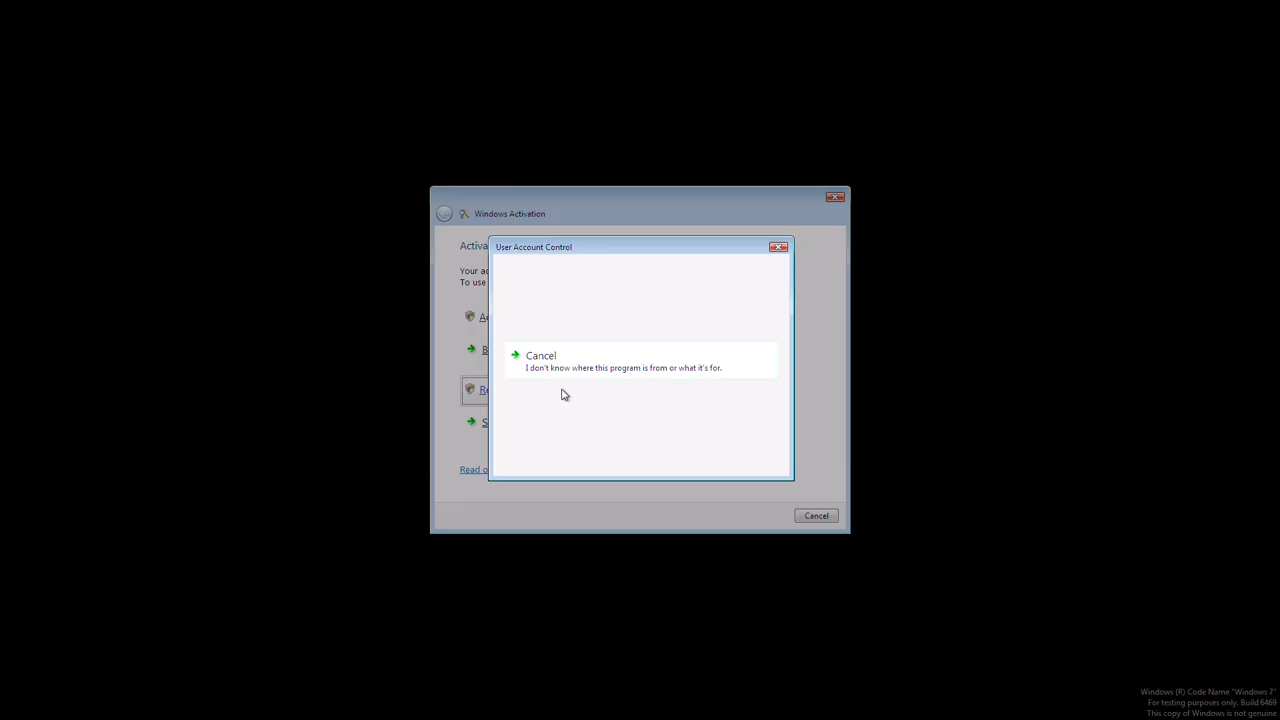 Windows Activation
Activa
User Account Control
Your ac
To use
Cancel
I don't know where this program is from or what it's for.
Read o
Cancel
Windows (R) Code Name "Windows 7"
For testing purposes only. Build 6469
This copy of Windows is not genuine.